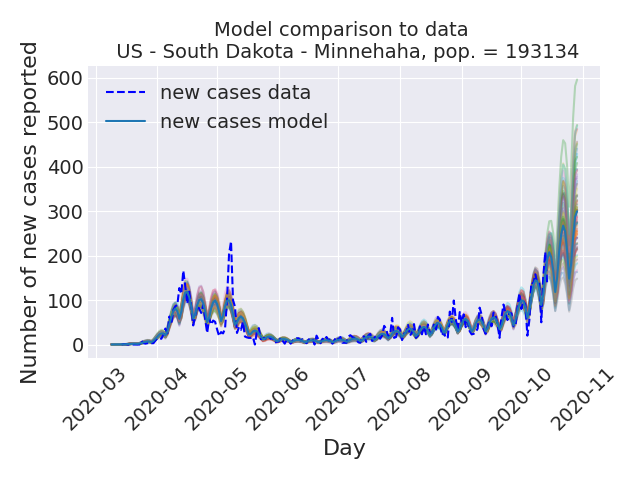 Model comparison to data
US - South Dakota - Minnehaha, pop. = 193134
Number of new cases reported
600
500
400
300
200
100
0
new cases data
new cases model
2020-03
2020-04
2020-05
2020-06
2020-07
2020-08
2020-09
2020-10
2020-11
Day